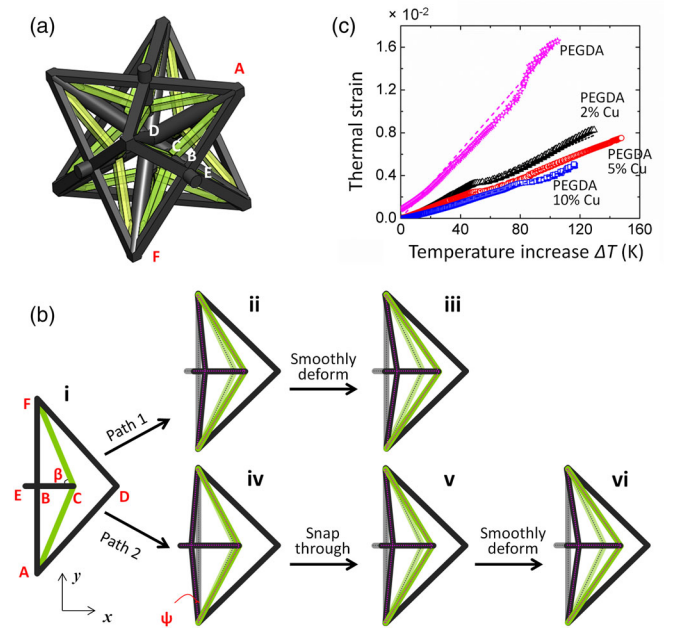 (a)
A
D
C
B
E
F
(c)
× 10⁻²
1.6
1.2
0.8
0.4
0.0
Thermal strain
PEGDA
PEGDA
2% Cu
PEGDA
5% Cu
PEGDA
10% Cu
0
40
80
120
160
Temperature increase ΔT (K)
(b)
i
F
β
E
B
C
D
A
y
x
Path 1
Path 2
ii
Smoothly
deform
iii
iv
ψ
Snap
through
v
Smoothly
deform
vi